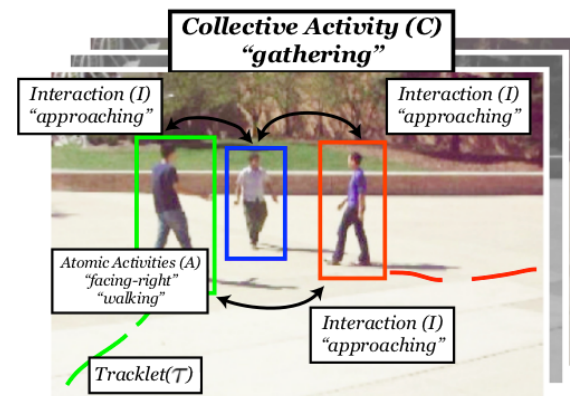 Collective Activity (C)
“gathering”
Interaction (I)
“approaching”
Interaction (I)
“approaching”
Atomic Activities (A)
“facing-right”
“walking”
Interaction (I)
“approaching”
Tracklet(τ)